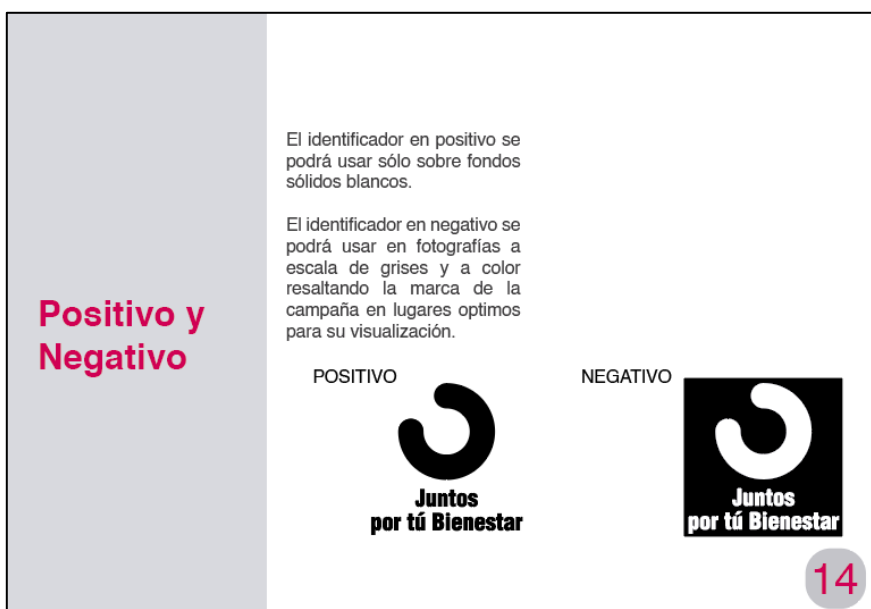 Positivo y
Negativo
El identificador en positivo se
podrá usar sólo sobre fondos
sólidos blancos.
El identificador en negativo se
podrá usar en fotografías a
escala de grises y a color
resaltando la marca de la
campaña en lugares optimos
para su visualización.
POSITIVO
Juntos
por tú Bienestar
NEGATIVO
Juntos
por tú Bienestar
14